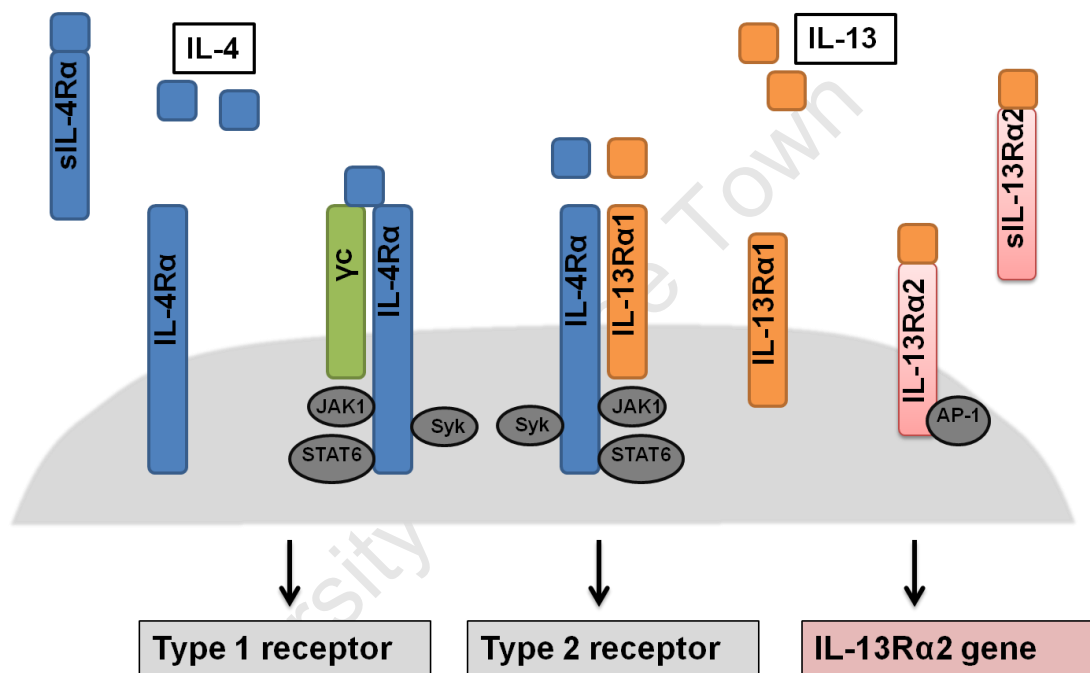 IL-4
IL-13
sIL-4Rα
sIL-13Rα2
IL-4Rα
γc
IL-4Rα
IL-4Rα
IL-13Rα1
IL-13Rα1
IL-13Rα2
JAK1
Syk
STAT6
Syk
JAK1
STAT6
AP-1
Type 1 receptor
Type 2 receptor
IL-13Rα2 gene
Town